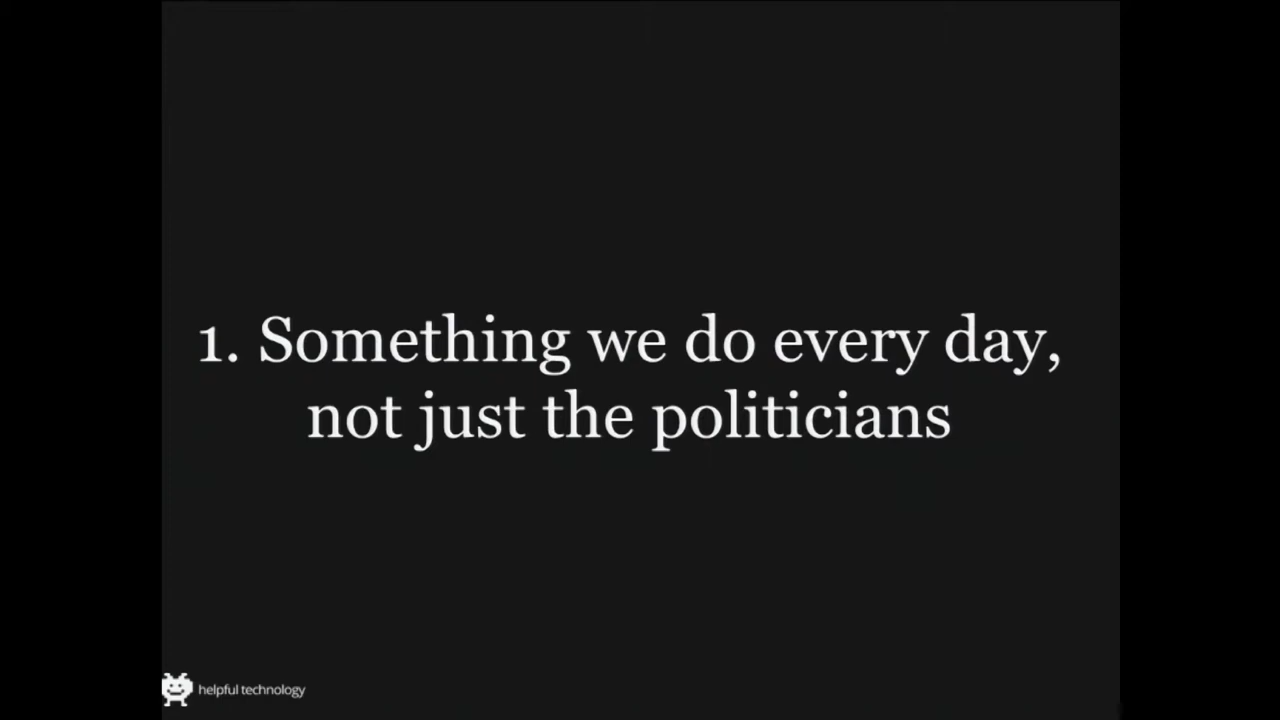 1. Something we do every day,
not just the politicians
helpful technology